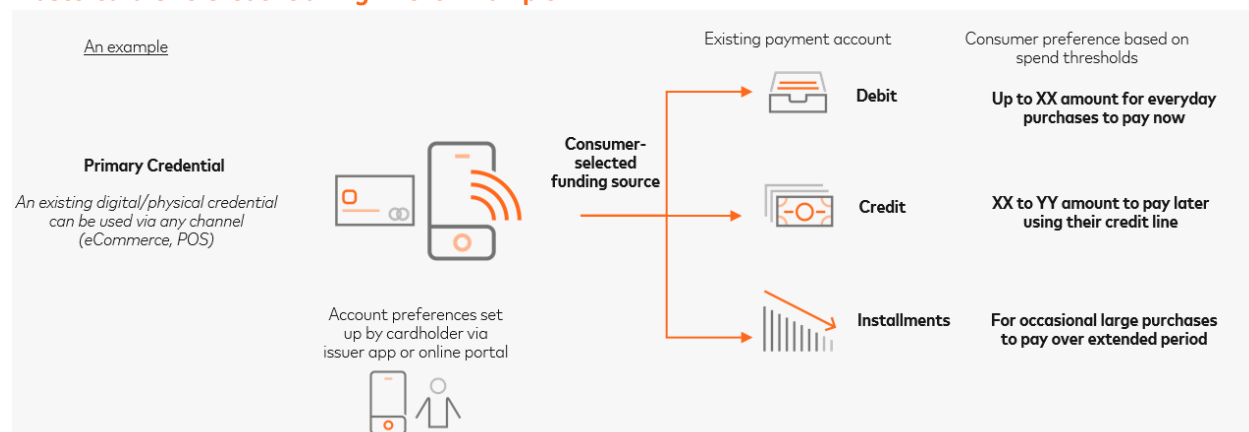 An example
Existing payment account
Consumer preference based on
spend thresholds
Debit
Up to XX amount for everyday
purchases to pay now
Primary Credential
An existing digital/physical credential
can be used via any channel
(eCommerce, POS)
Consumer-
selected
funding source
Credit
XX to YY amount to pay later
using their credit line
Account preferences set
up by cardholder via
issuer app or online portal
Installments
For occasional large purchases
to pay over extended period